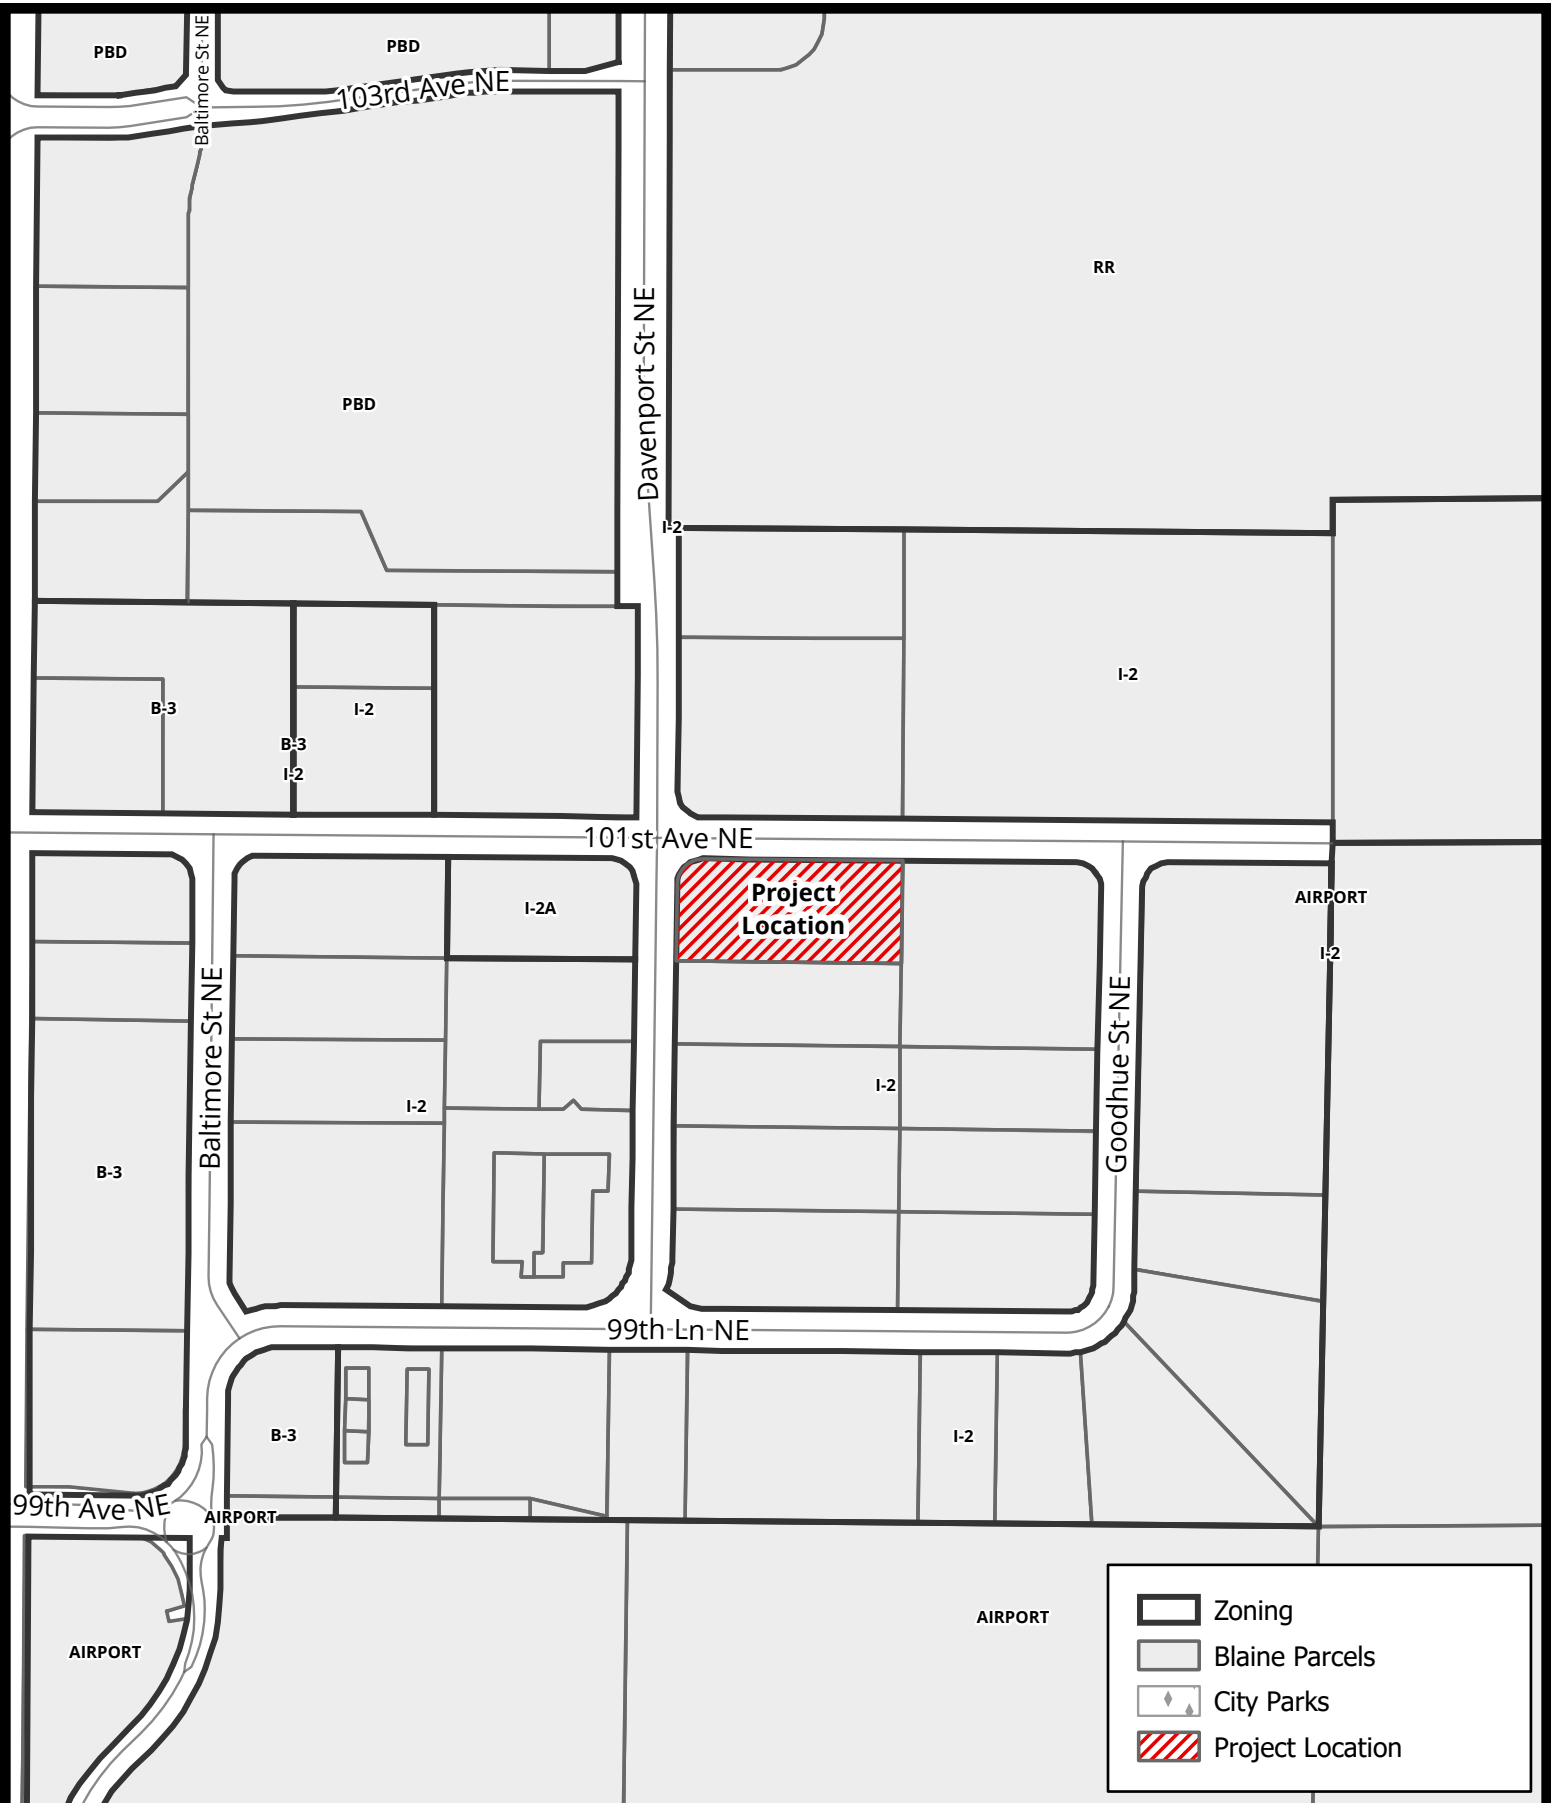 PBD
Baltimore St NE
PBD
103rd Ave NE
RR
Davenport St NE
PBD
I-2
I-2
B-3
I-2
B-3
I-2
101st Ave NE
Project
Location
I-2A
AIRPORT
I-2
Baltimore St NE
Goodhue St NE
I-2
I-2
B-3
99th Ln NE
B-3
I-2
99th Ave NE
AIRPORT
AIRPORT
AIRPORT
Zoning
Blaine Parcels
City Parks
Project Location